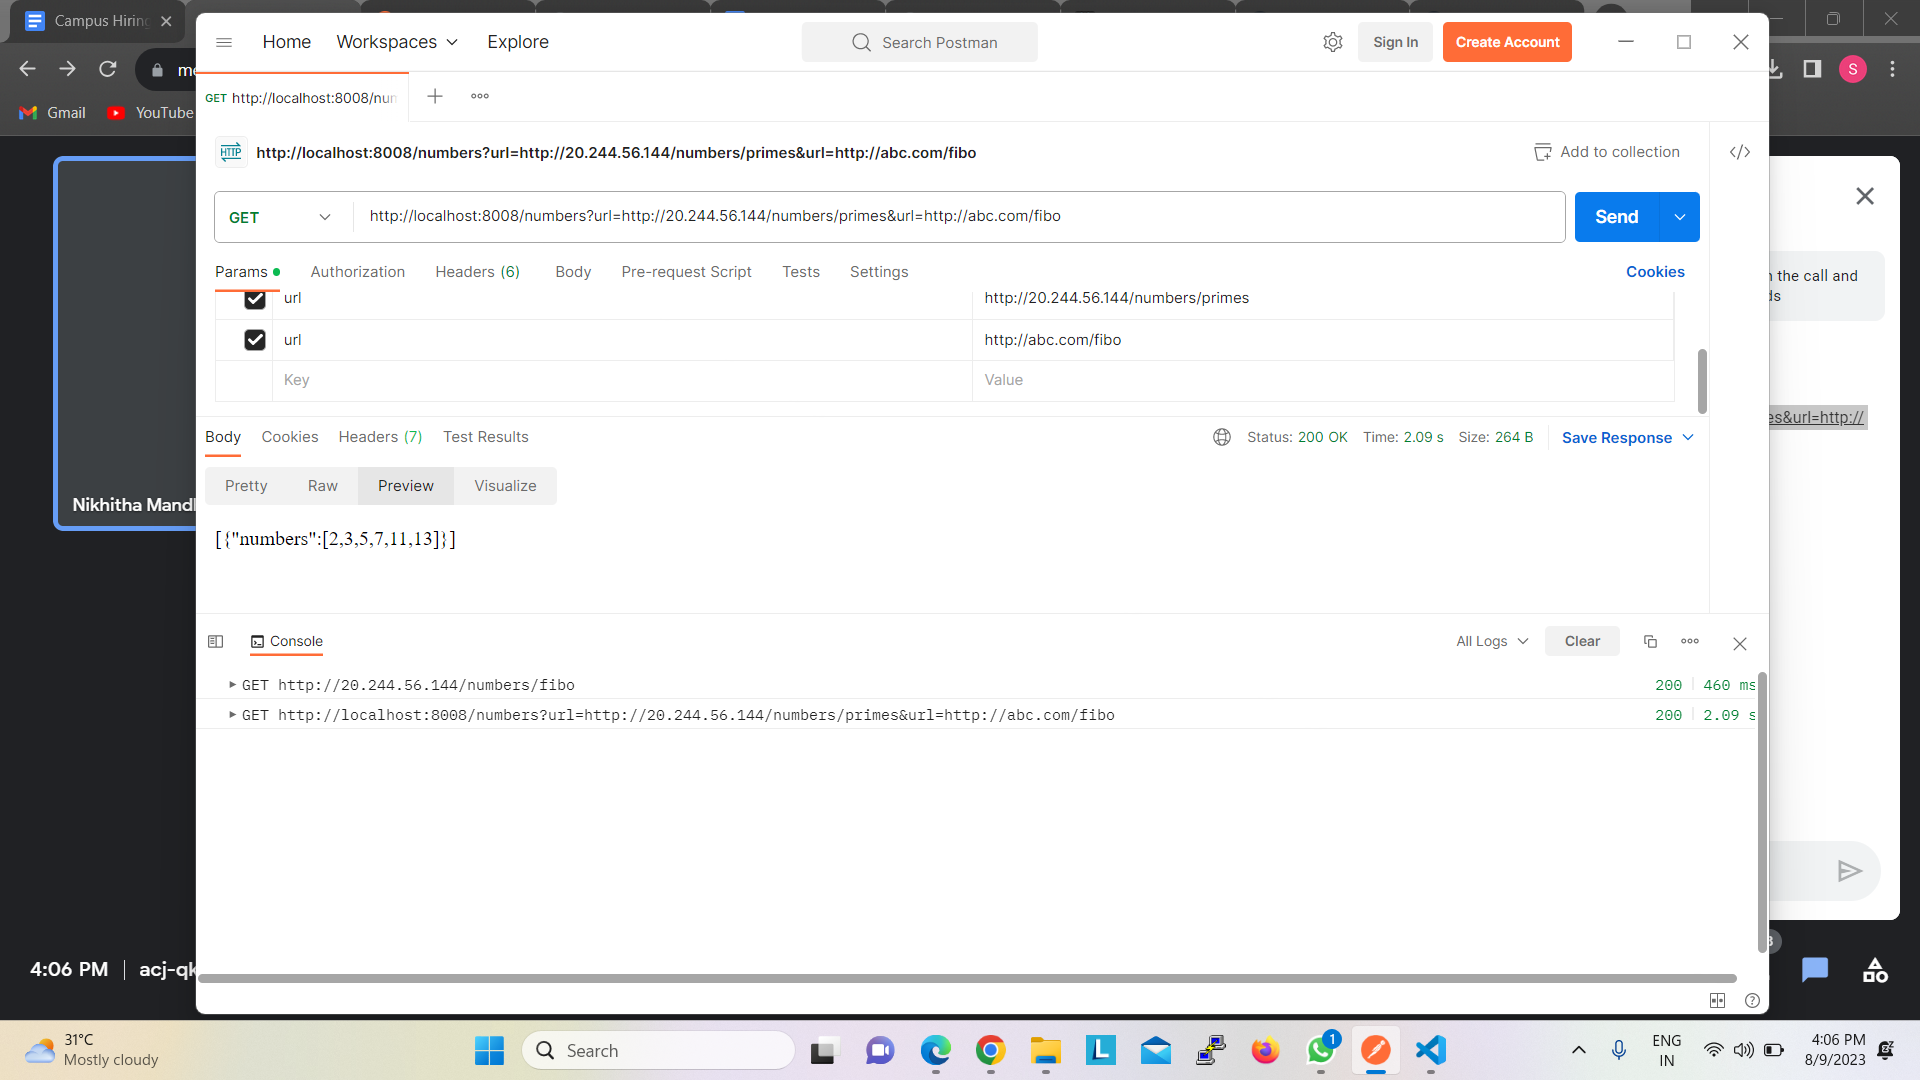 Campus Hiring
Home
Workspaces
Explore
Search Postman
Sign In
Create Account
GET http://localhost:8008/num
Gmail
YouTube
HTTP
http://localhost:8008/numbers?url=http://20.244.56.144/numbers/primes&url=http://abc.com/fibo
Add to collection
</>
GET
http://localhost:8008/numbers?url=http://20.244.56.144/numbers/primes&url=http://abc.com/fibo
Send
Params
Authorization
Headers (6)
Body
Pre-request Script
Tests
Settings
Cookies
url
http://20.244.56.144/numbers/primes
url
http://abc.com/fibo
Key
Value
Body
Cookies
Headers (7)
Test Results
Status: 200 OK
Time: 2.09 s
Size: 264 B
Save Response
Pretty
Raw
Preview
Visualize
[{"numbers":[2,3,5,7,11,13]}]
Console
All Logs
Clear
GET http://20.244.56.144/numbers/fibo
200
460 ms
GET http://localhost:8008/numbers?url=http://20.244.56.144/numbers/primes&url=http://abc.com/fibo
200
2.09 s
Nikhitha
the call and
es&url=http://
S
4:06 PM
acj-qk
31°C
Mostly cloudy
Search
L
1
ENG
IN
4:06 PM
8/9/2023